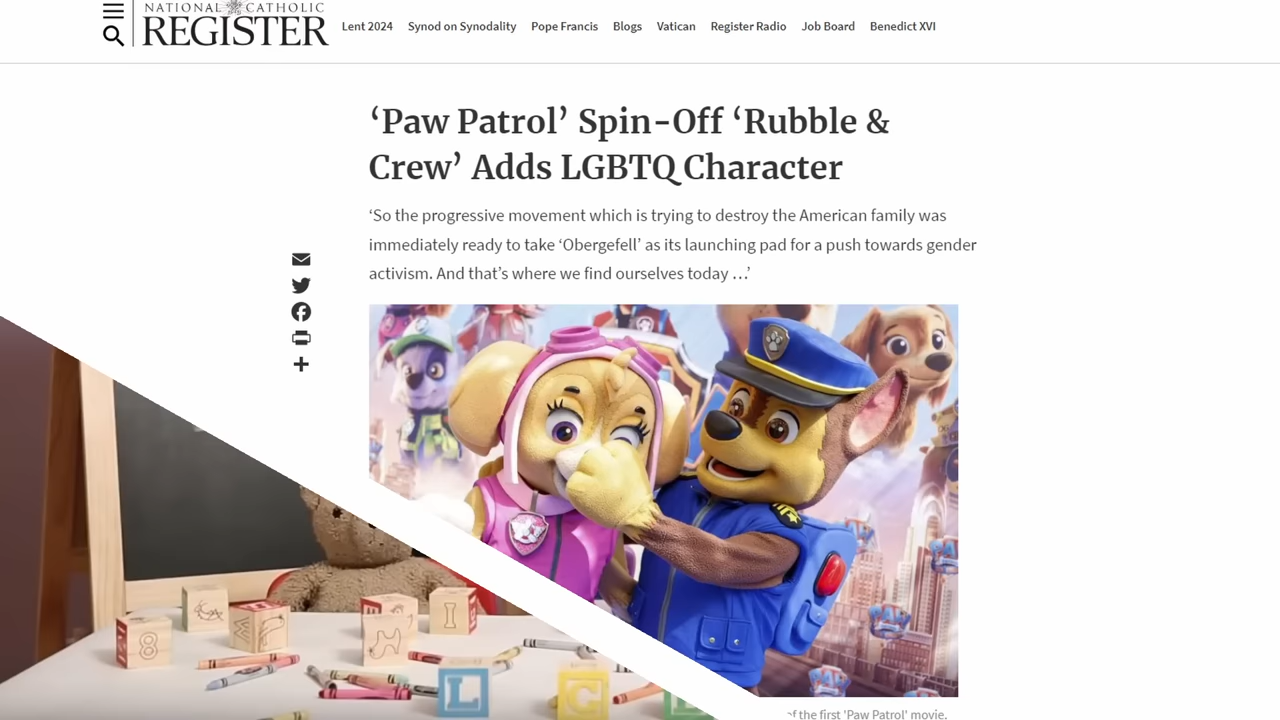 NATIONAL CATHOLIC
REGISTER
Lent 2024 Synod on Synodality Pope Francis Blogs Vatican Register Radio Job Board Benedict XVI
‘Paw Patrol’ Spin-Off ‘Rubble &
Crew’ Adds LGBTQ Character
‘So the progressive movement which is trying to destroy the American family was
immediately ready to take ‘Obergefell’ as its launching pad for a push towards gender
activism. And that’s where we find ourselves today …’
8
I
L
of the first 'Paw Patrol' movie.